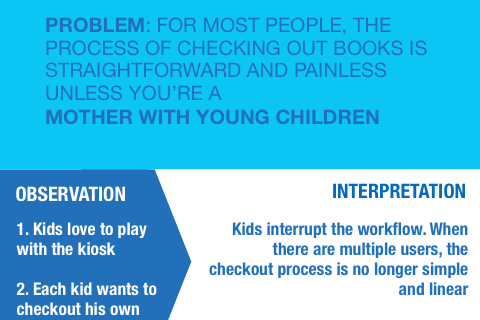 PROBLEM: FOR MOST PEOPLE, THE
PROCESS OF CHECKING OUT BOOKS IS
STRAIGHTFORWARD AND PAINLESS
UNLESS YOU'RE A
MOTHER WITH YOUNG CHILDREN
OBSERVATION
1. Kids love to play
with the kiosk
2. Each kid wants to
checkout his own
INTERPRETATION
Kids interrupt the workflow. When
there are multiple users, the
checkout process is no longer simple
and linear